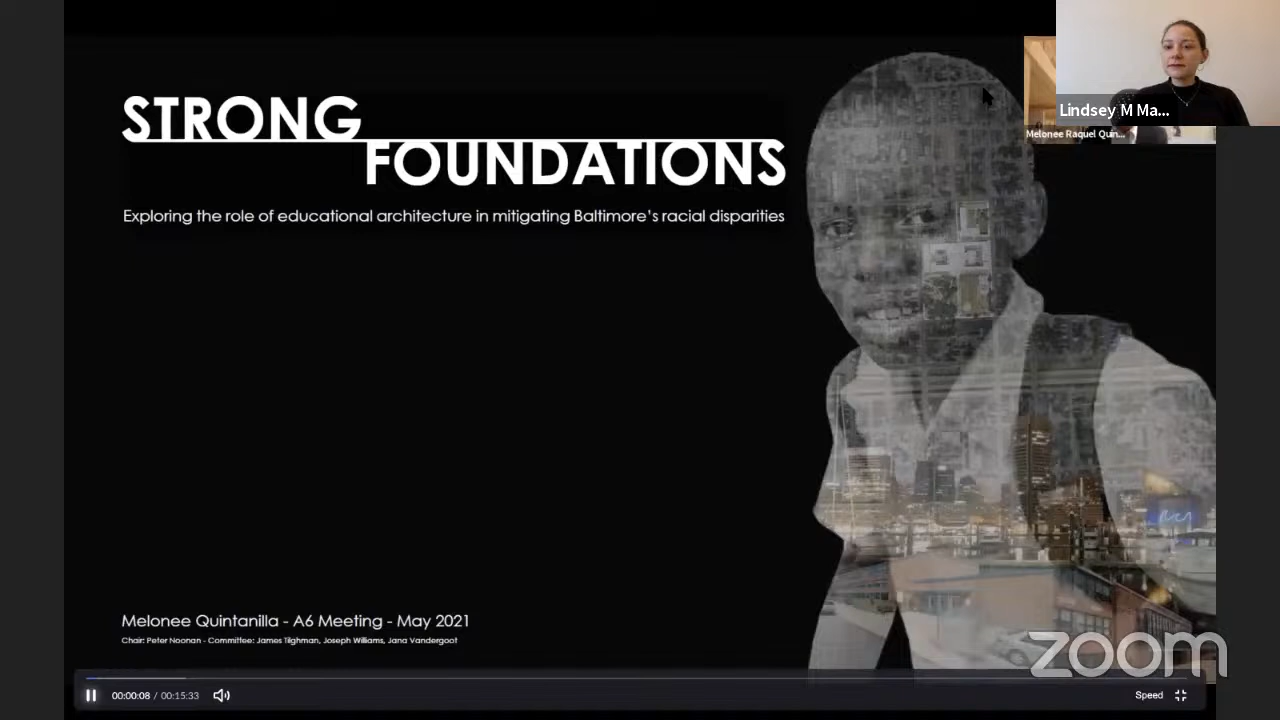 STRONG
FOUNDATIONS
Exploring the role of educational architecture in mitigating Baltimore's racial disparities
Lindsey M Ma...
Melonee Raquel Quin...
Melonee Quintanilla - A6 Meeting - May 2021
Chair: Peter Noonan - Committee: James Tilghman, Joseph Williams, Jana Vandergoot
zoom
00:00:08 / 00:15:33
Speed